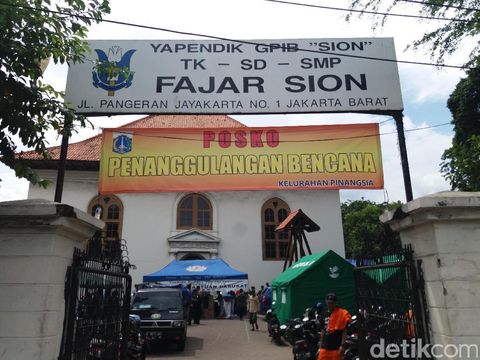 YAPENDIK GPIB "SION"
TK - SD - SMP
FAJAR SION
JL. PANGERAN JAYAKARTA NO. 1 JAKARTA BARAT
POSKO
PENANGGULANGAN BENCANA
KELURAHAN PINANGSIA
detikcom